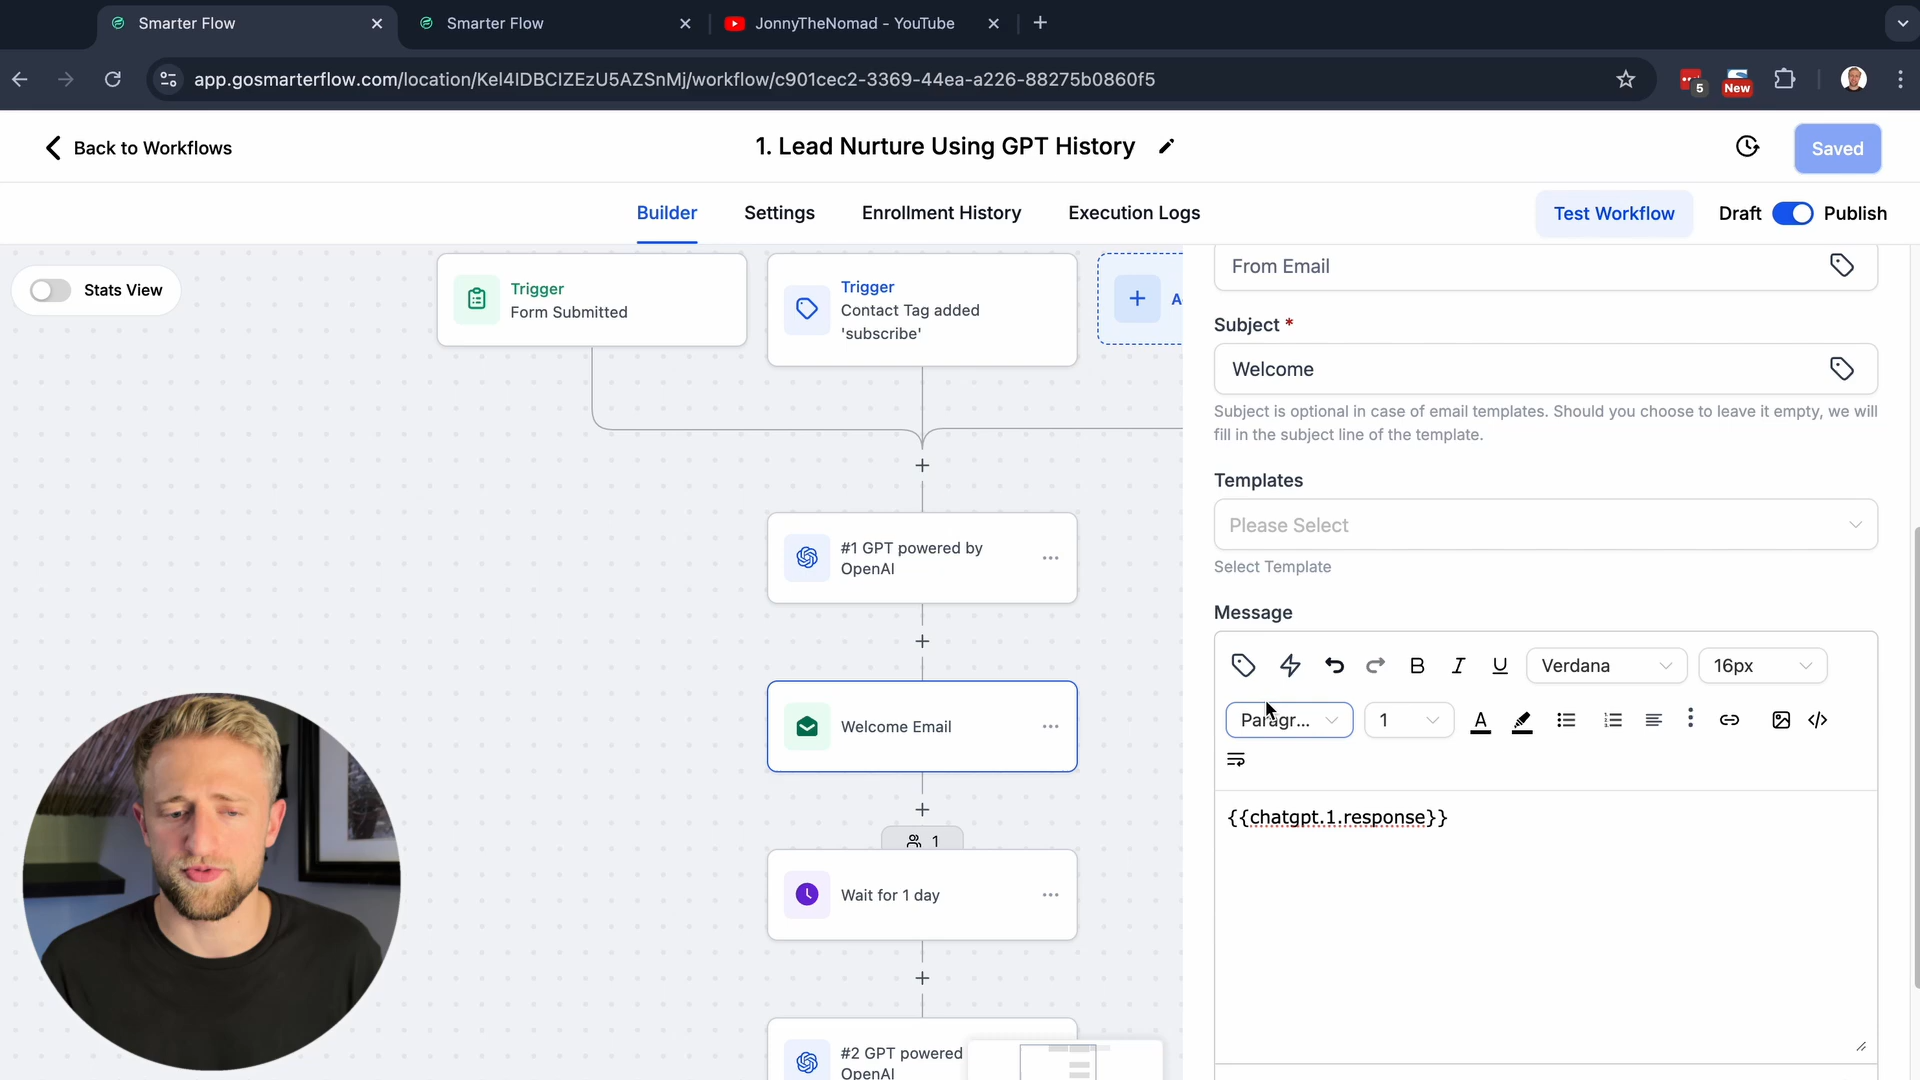 Smarter Flow
Smarter Flow
JonnyTheNomad - YouTube
app.gosmarterflow.com/location/Kel4IDBCIZEzU5AZSnMj/workflow/c901cec2-3369-44ea-a226-88275b0860f5
5
New
Back to Workflows
1. Lead Nurture Using GPT History
Saved
Builder
Settings
Enrollment History
Execution Logs
Test Workflow
Draft
Publish
Stats View
Trigger
Form Submitted
Trigger
Contact Tag added
'subscribe'
A
#1 GPT powered by
OpenAI
Welcome Email
1
Wait for 1 day
#2 GPT powered
OpenAI
From Email
Subject *
Welcome
Subject is optional in case of email templates. Should you choose to leave it empty, we will
fill in the subject line of the template.
Templates
Please Select
Select Template
Message
B I U Verdana 16px
Paragr... 1 A
{{chatgpt.1.response}}